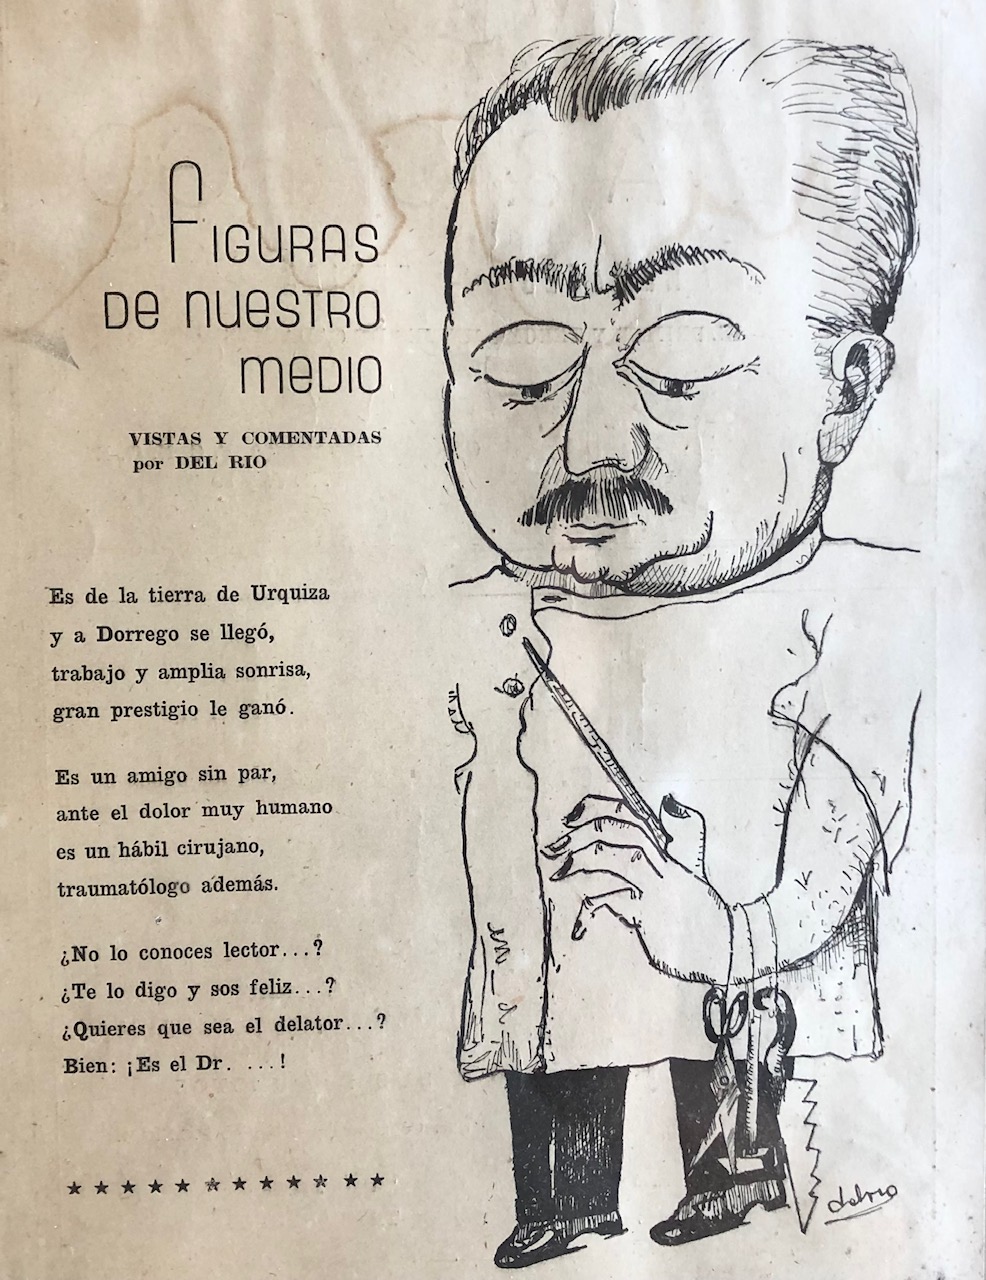 FIGURAS
DE NUESTRO
MEDIO
VISTAS Y COMENTADAS
por DEL RIO
Es de la tierra de Urquiza
y a Dorrego se llegó,
trabajo y amplia sonrisa,
gran prestigio le ganó.
Es un amigo sin par,
ante el dolor muy humano
es un hábil cirujano,
traumatólogo además.
¿No lo conoces lector...?
¿Te lo digo y sos feliz...?
¿Quieres que sea el delator...?
Bien: ¡Es el Dr. ....!
delrio